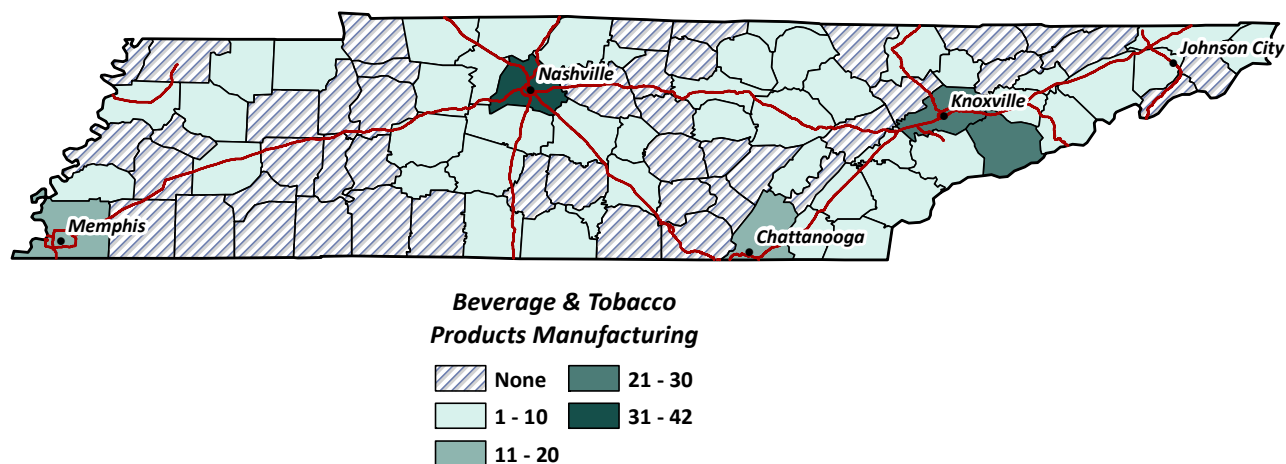 Johnson City
Nashville
Knoxville
Memphis
Chattanooga
Beverage & Tobacco
Products Manufacturing
None
21 - 30
1 - 10
31 - 42
11 - 20